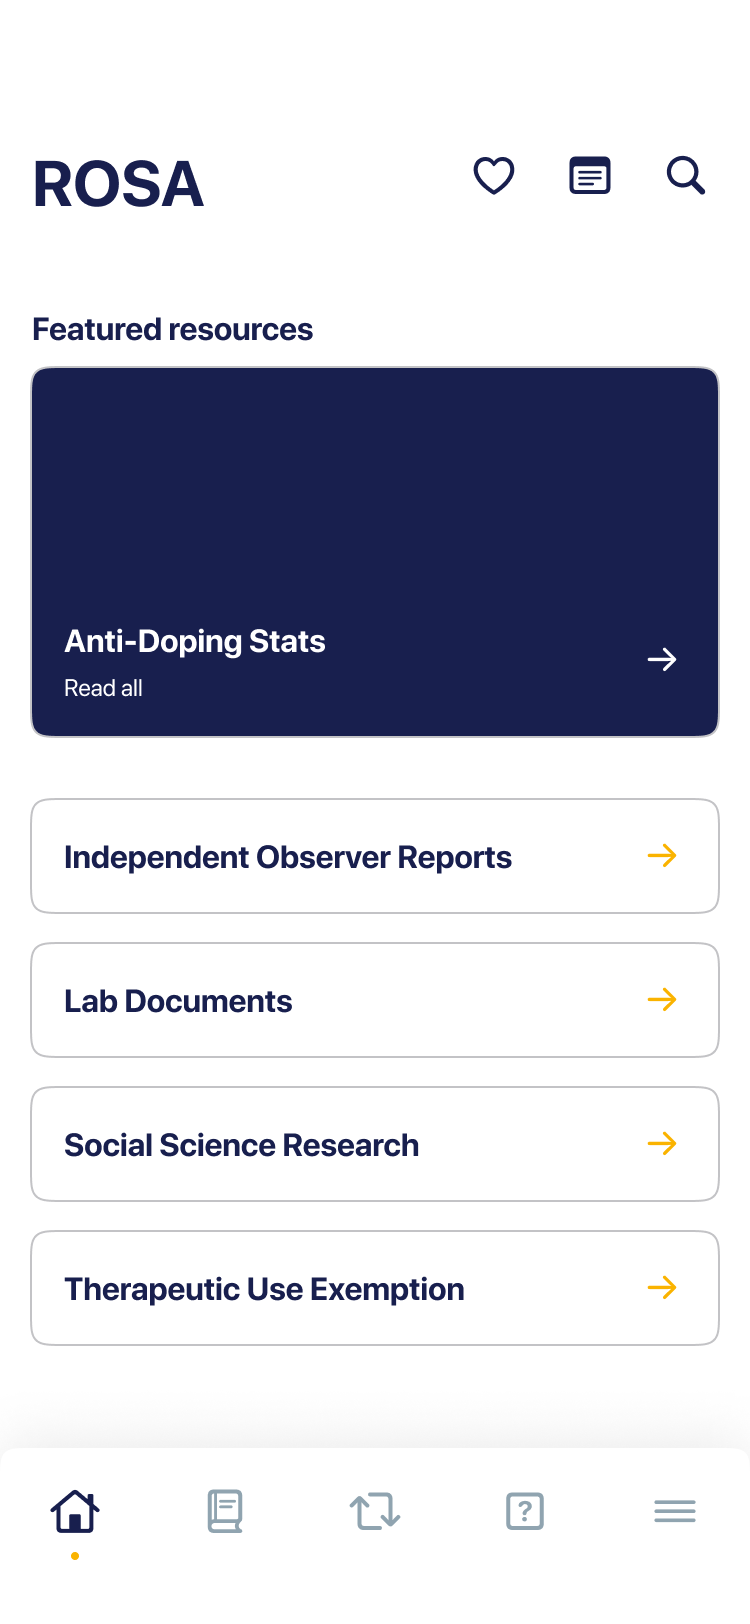 ROSA
Featured resources
Anti-Doping Stats
Read all
Independent Observer Reports
Lab Documents
Social Science Research
Therapeutic Use Exemption
?